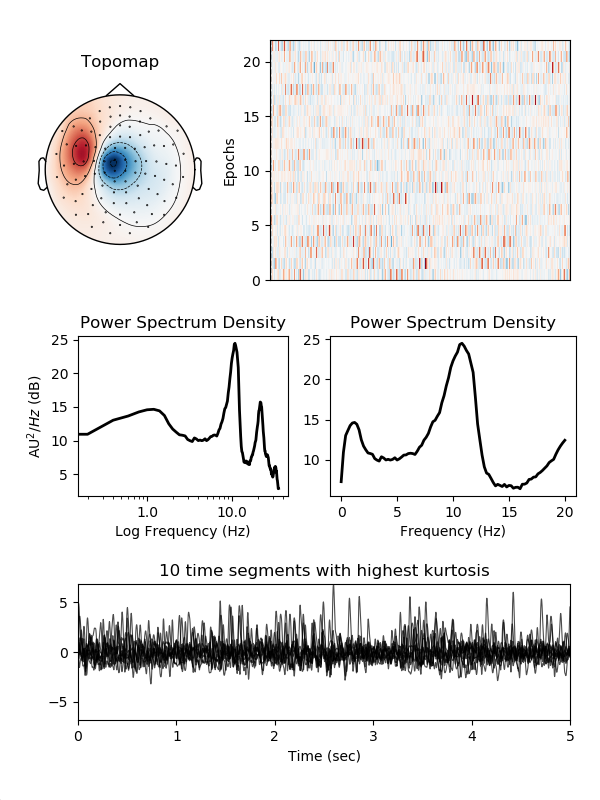 Topomap
Epochs
20
15
10
5
0
Power Spectrum Density
AU²/Hz (dB)
25
20
15
10
5
1.0 10.0
Log Frequency (Hz)
Power Spectrum Density
25
20
15
10
0 5 10 15 20
Frequency (Hz)
10 time segments with highest kurtosis
5
0
−5
0 1 2 3 4 5
Time (sec)